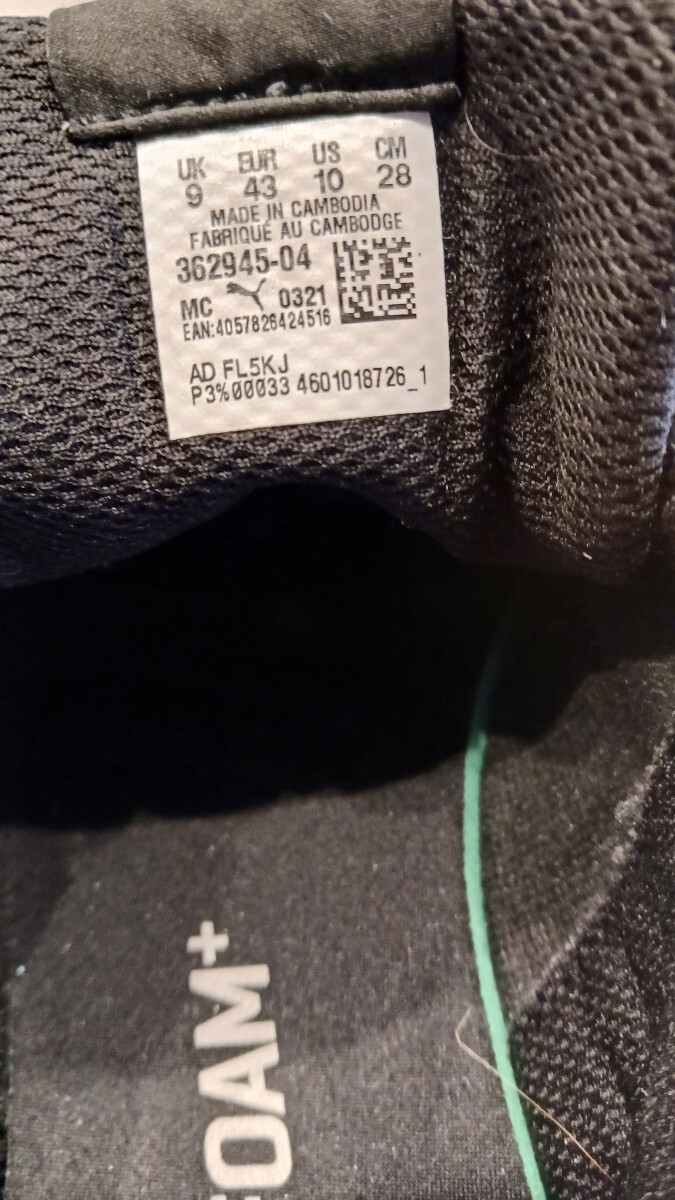 UK EUR US CM
9 43 10 28
MADE IN CAMBODIA
FABRIQUÉ AU CAMBODGE
362945-04
MC 0321
EAN:4057826424516
AD FL5KJ
P3%00033 4601018726_1
OAM+